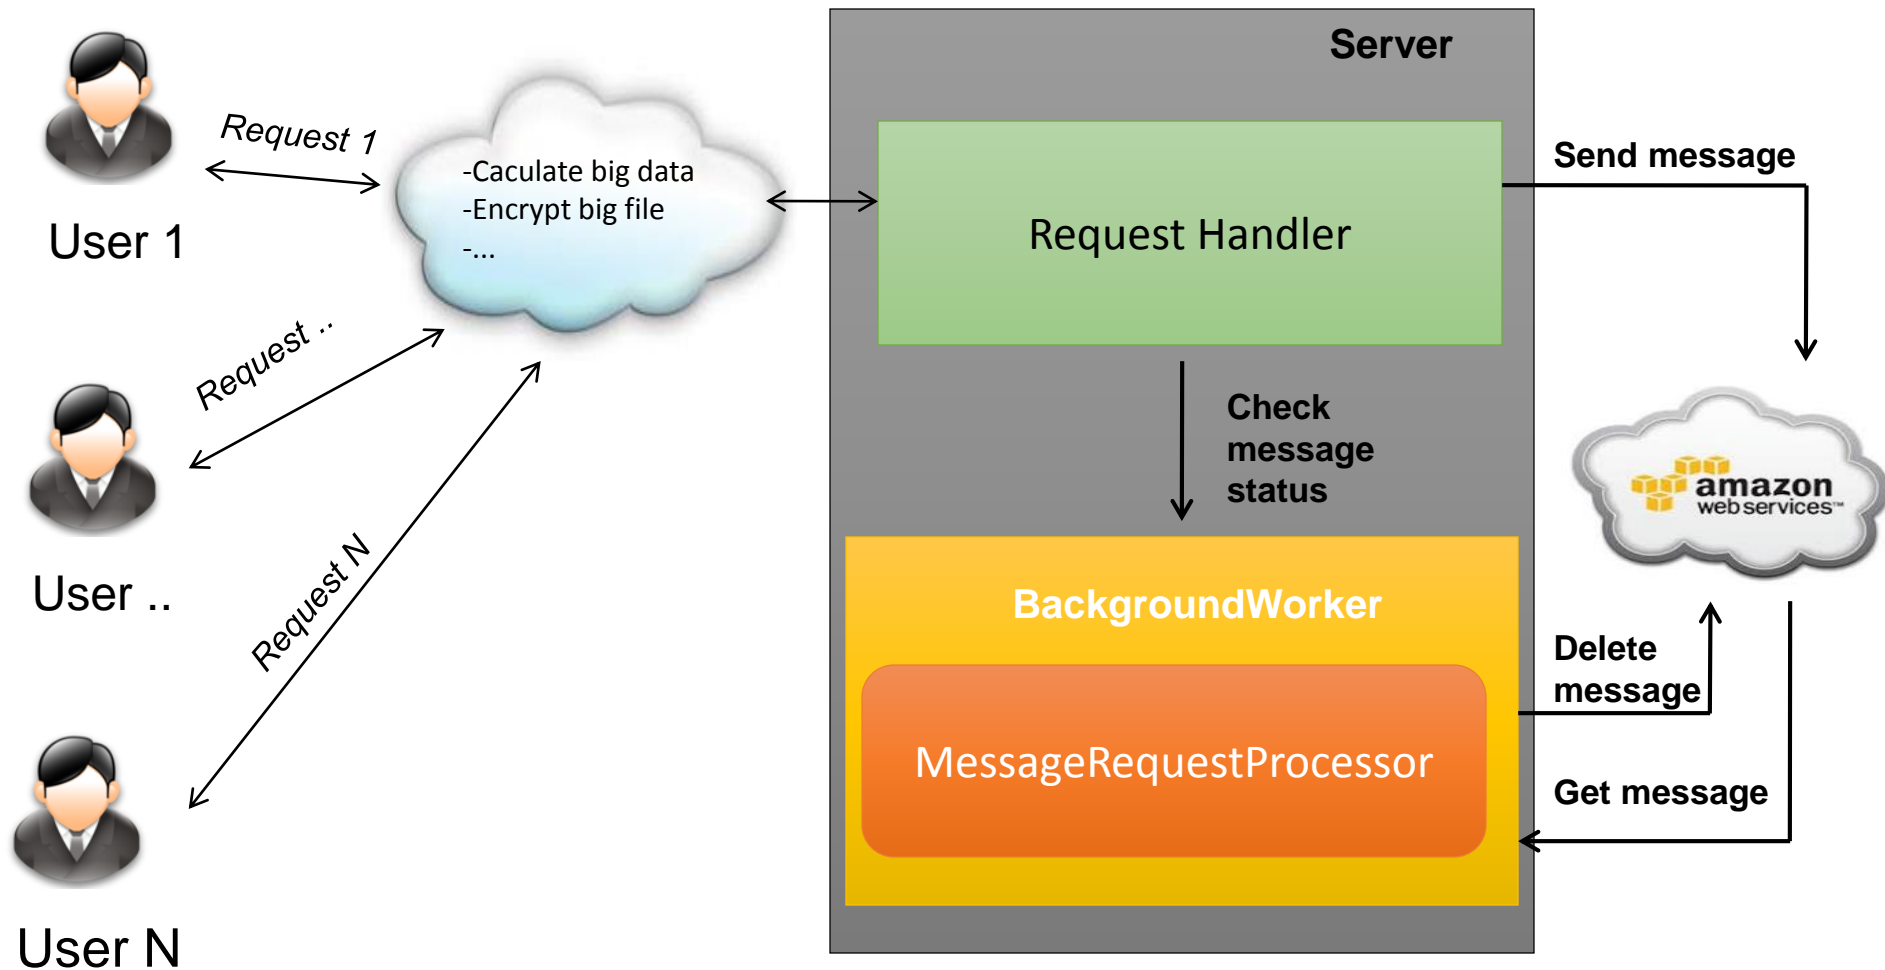 Server
Request 1
-Caculate big data
-Encrypt big file
-...
User 1
Send message
Request Handler
Request ..
Check
message
status
amazon
webservices™
User ..
Request N
BackgroundWorker
Delete
message
MessageRequestProcessor
Get message
User N